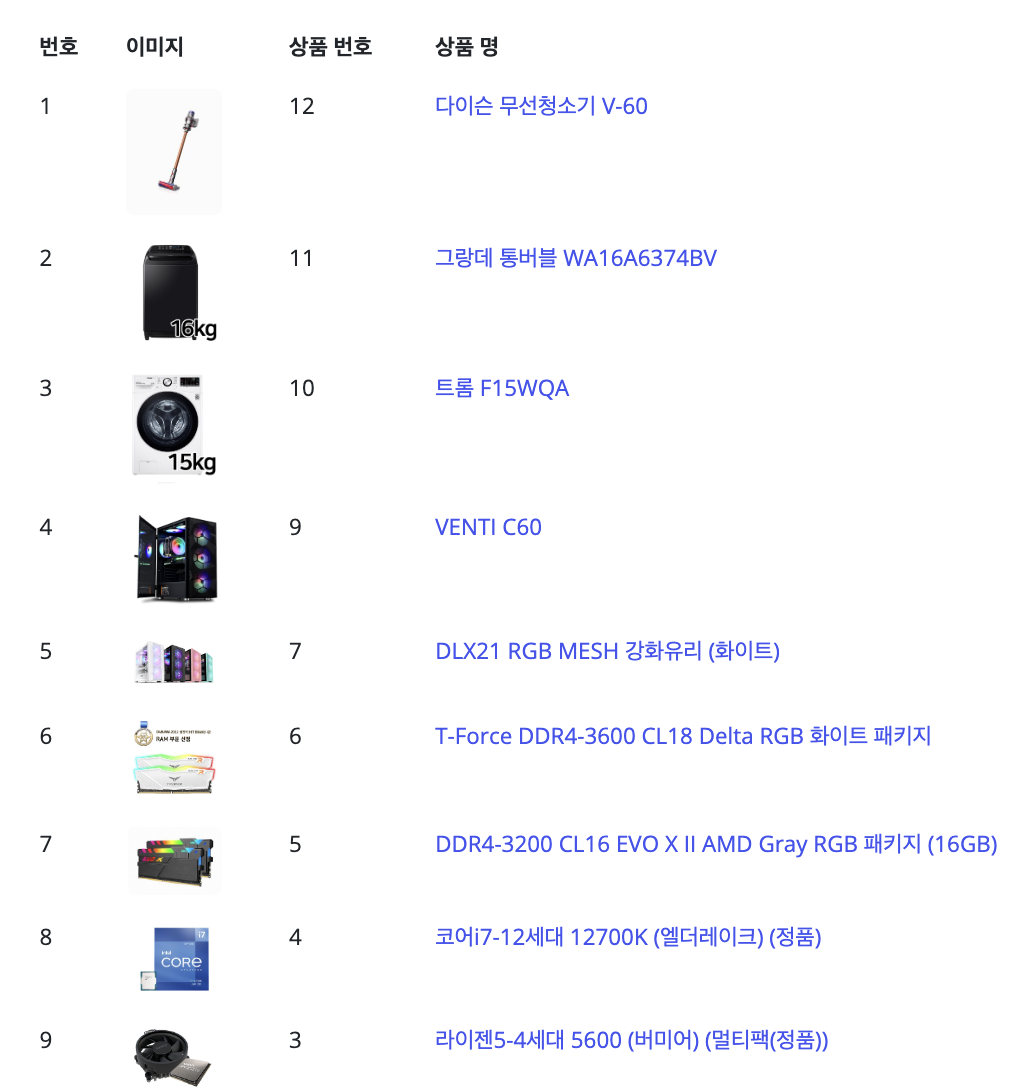 번호 이미지 상품 번호 상품 명
1 12 다이슨 무선청소기 V-60
2 11 그랑데 통버블 WA16A6374BV
16kg
3 10 트롬 F15WQA
15kg
4 9 VENTI C60
5 7 DLX21 RGB MESH 강화유리 (화이트)
6 6 T-Force DDR4-3600 CL18 Delta RGB 화이트 패키지
RAM 부문 선정
7 5 DDR4-3200 CL16 EVO X II AMD Gray RGB 패키지 (16GB)
8 4 코어i7-12세대 12700K (엘더레이크) (정품)
i7
intel
CORE
9 3 라이젠5-4세대 5600 (버미어) (멀티팩(정품))